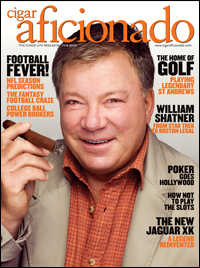 cigar
aficionado
THE GOOD LIFE MAGAZINE FOR MEN
www.cigaraficionado.com
FOOTBALL
FEVER!
NFL SEASON
PREDICTIONS
THE FANTASY
FOOTBALL CRAZE
COLLEGE BALL
POWER BROKERS
THE HOME OF
GOLF
PLAYING
LEGENDARY
ST ANDREWS
WILLIAM
SHATNER
FROM STAR TREK
TO BOSTON LEGAL
POKER
GOES
HOLLYWOOD
HOW NOT
TO PLAY
THE SLOTS
THE NEW
JAGUAR XK
A LEGEND
REINVENTED